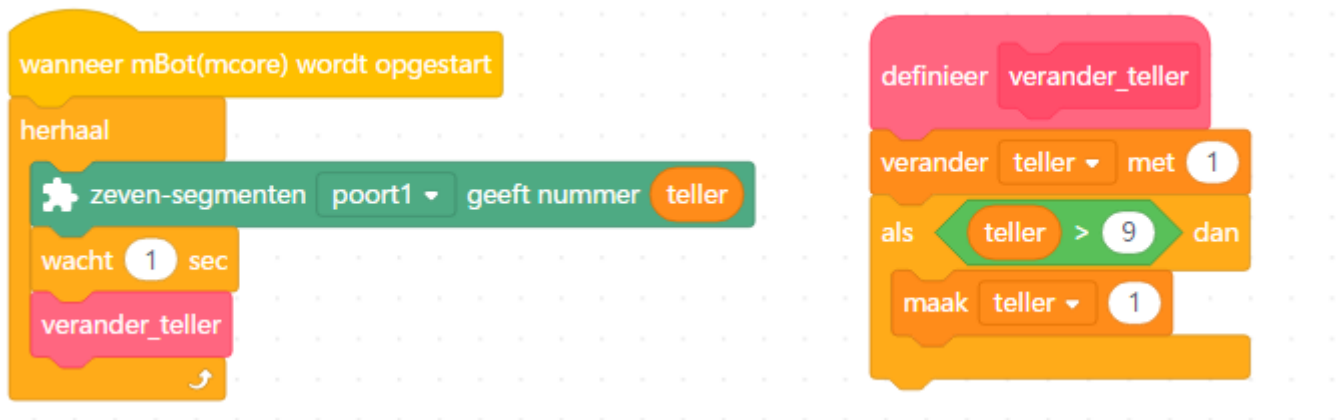 wanneer mBot(mcore) wordt opgestart
herhaal
zeven-segmenten poort1 geeft nummer teller
wacht 1 sec
verander_teller
definieer verander_teller
verander teller met 1
als teller > 9 dan
maak teller 1